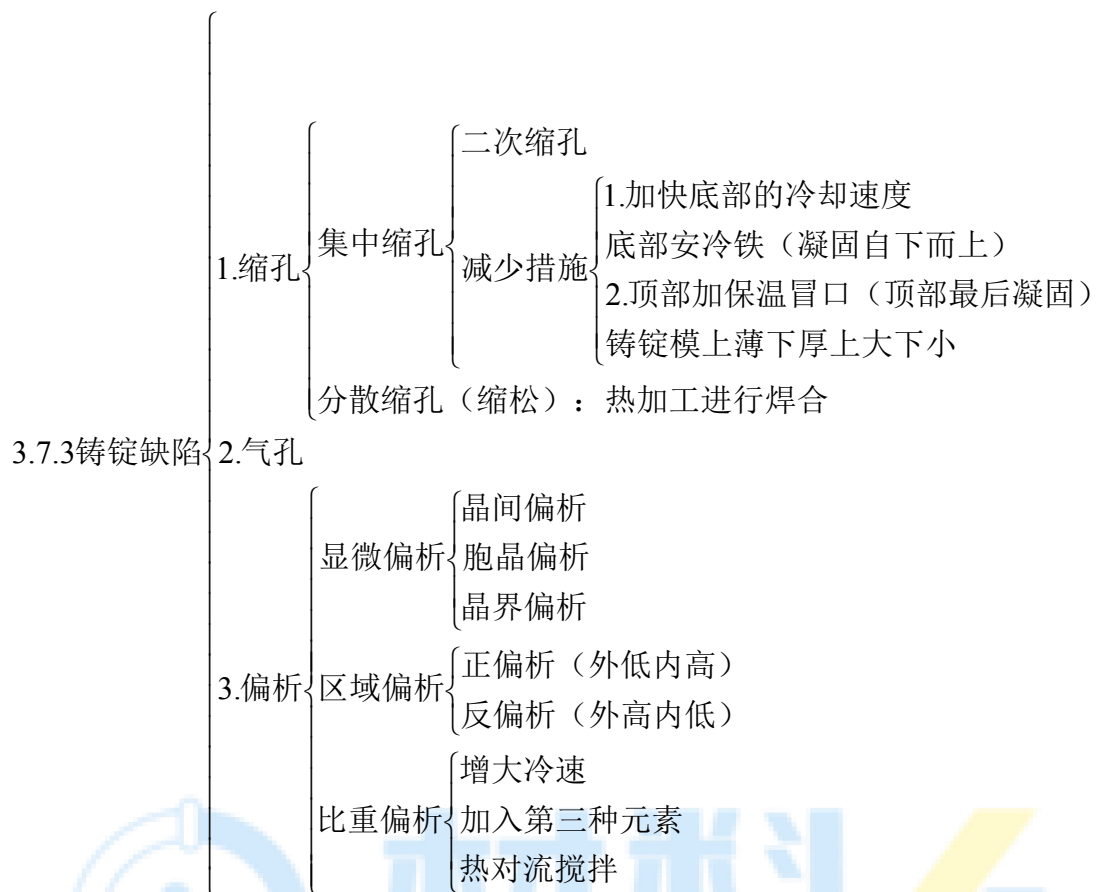 二次缩孔
1.加快底部的冷却速度
集中缩孔
底部安冷铁（凝固自下而上）
减少措施
1.缩孔
2.顶部加保温冒口（顶部最后凝固）
铸锭模上薄下厚上大下小
分散缩孔（缩松）：热加工进行焊合
3.7.3铸锭缺陷
2.气孔
晶间偏析
显微偏析
胞晶偏析
晶界偏析
正偏析（外低内高）
3.偏析
区域偏析
反偏析（外高内低）
增大冷速
比重偏析
加入第三种元素
热对流搅拌